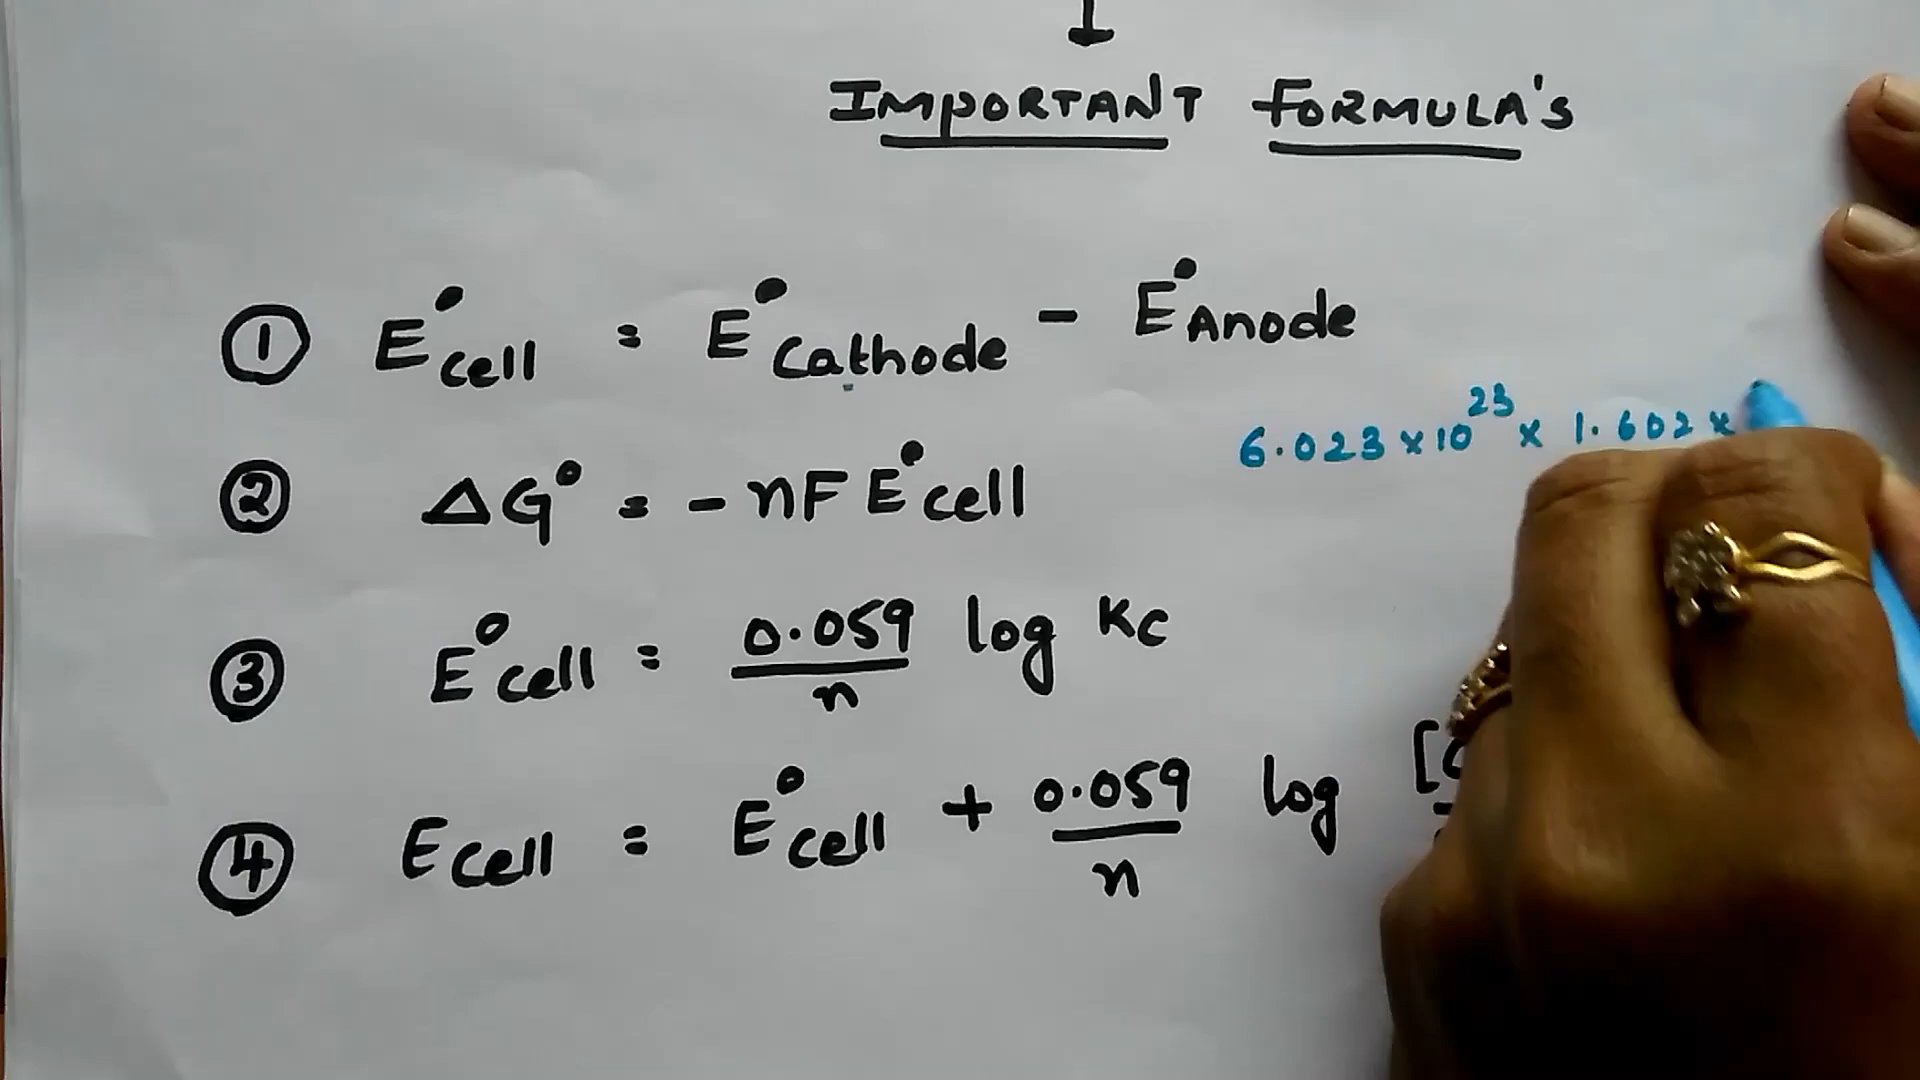 I
IMPORTANT FORMULA'S
① E°cell = E°Cathode - E°Anode
6.023 x 10²³ x 1.602 x
② ΔG° = - nFE°cell
③ E°cell = 0.059/n log Kc
④ Ecell = E°cell + 0.059/n log [